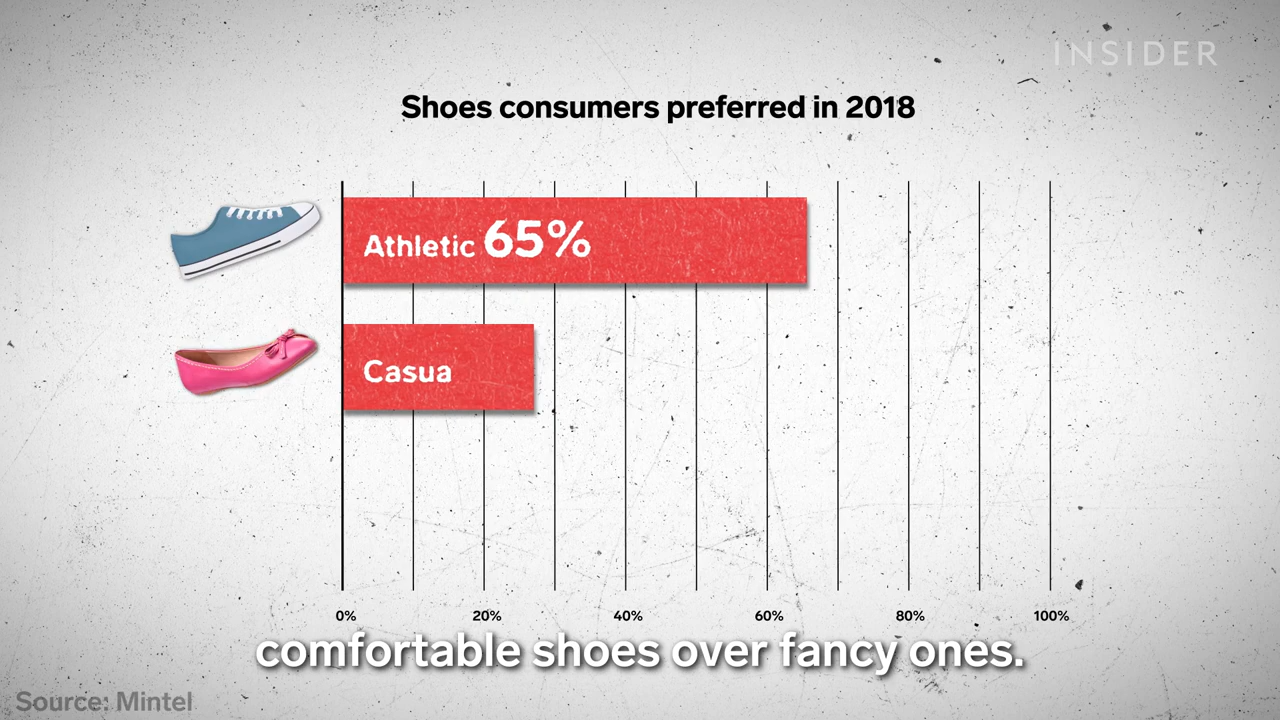 INSIDER
Shoes consumers preferred in 2018
Athletic 65%
Casua
0% 20% 40% 60% 80% 100%
comfortable shoes over fancy ones.
Source: Mintel